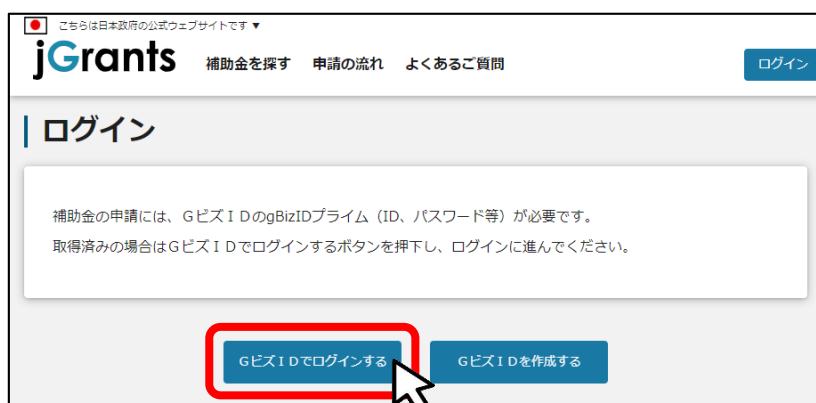 こちらは日本政府の公式ウェブサイトです ▼
jGrants 補助金を探す 申請の流れ よくあるご質問 ログイン
ログイン
補助金の申請には、GビズＩＤのgBizIDプライム（ID、パスワード等）が必要です。
取得済みの場合はGビズＩＤでログインするボタンを押下し、ログインに進んでください。
GビズＩＤでログインする GビズＩＤを作成する